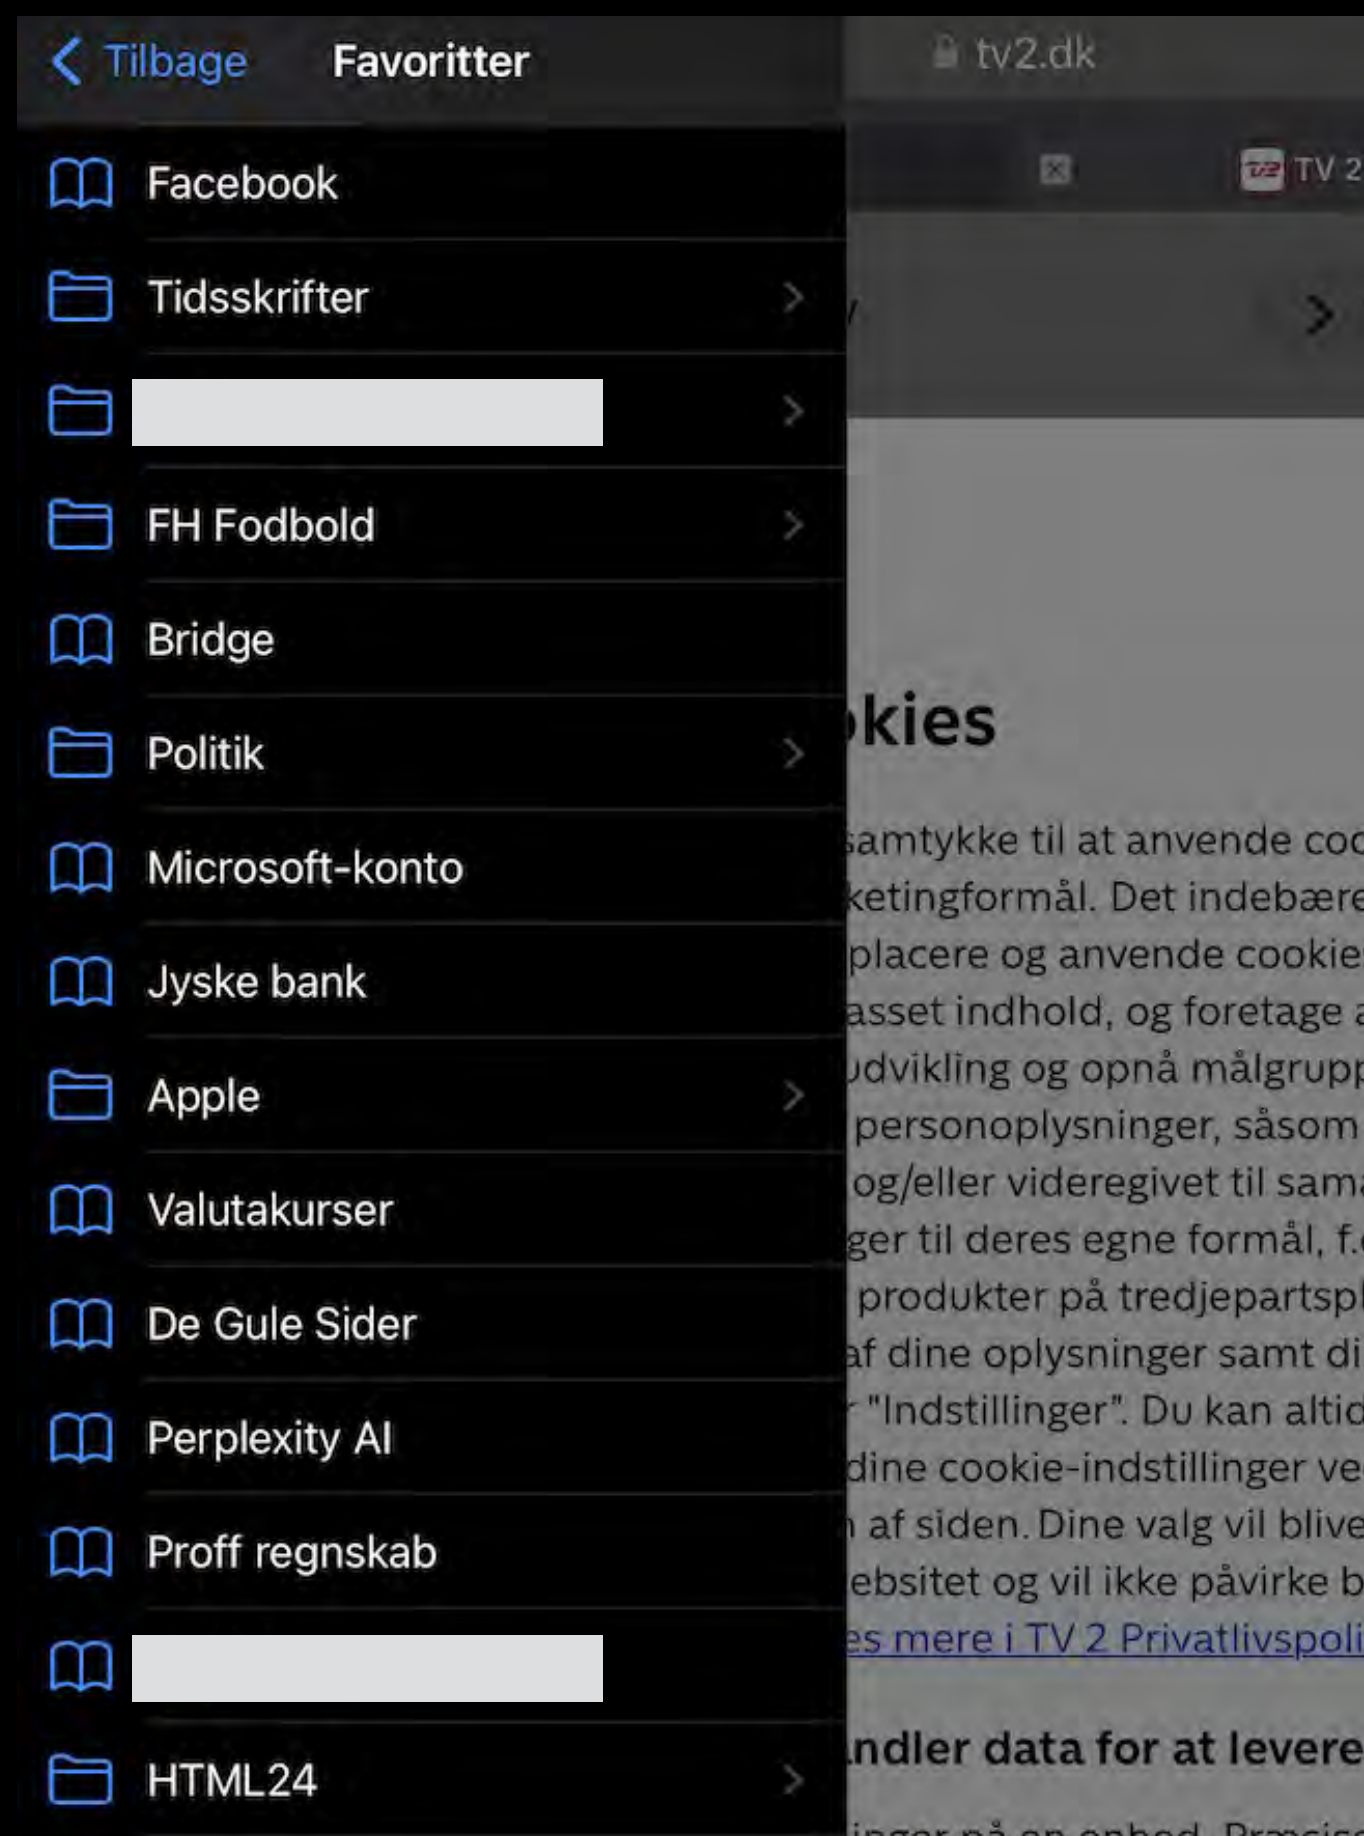 Tilbage
Favoritter
Facebook
Tidsskrifter
FH Fodbold
Bridge
Politik
Microsoft-konto
Jyske bank
Apple
Valutakurser
De Gule Sider
Perplexity AI
Proff regnskab
HTML24
tv2.dk
TV 2
kies
samtykke til at anvende coo
ketingformål. Det indebære
placere og anvende cookie
asset indhold, og foretage a
udvikling og opnå målgrupp
personoplysninger, såsom
og/eller videregivet til sama
ger til deres egne formål, f.e
produkter på tredjepartspl
af dine oplysninger samt di
"Indstillinger". Du kan altid
dine cookie-indstillinger ve
af siden. Dine valg vil blive
ebsitet og vil ikke påvirke b
es mere i TV 2 Privatlivspoli
ndler data for at levere